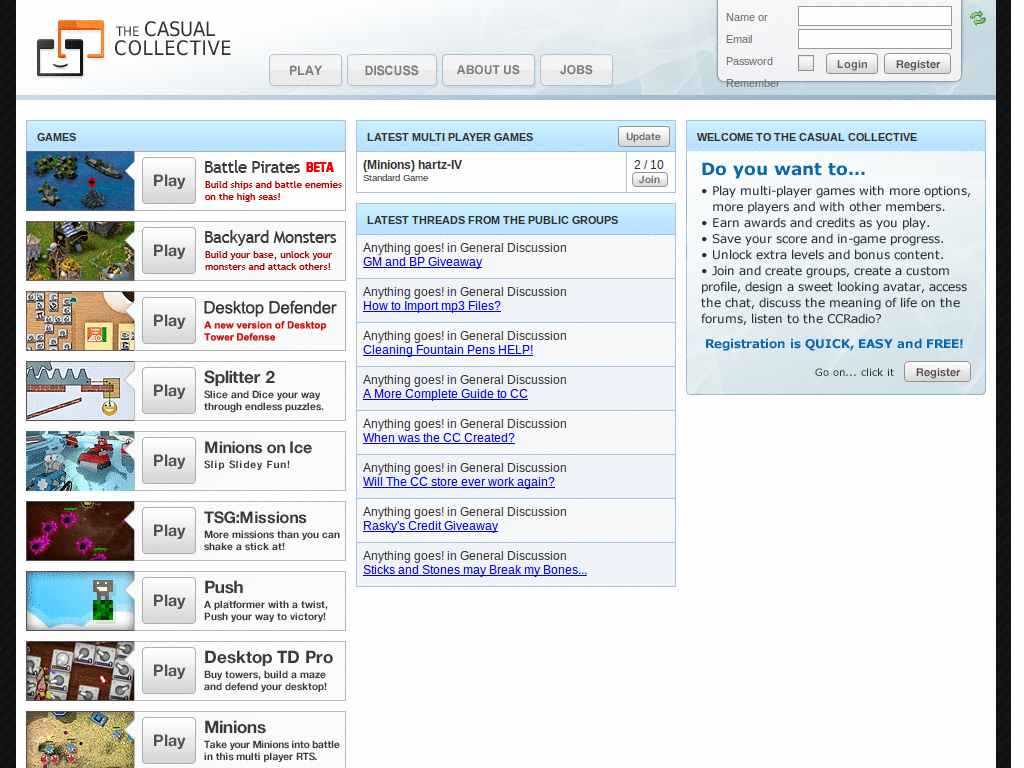 THE CASUAL
COLLECTIVE
PLAY
DISCUSS
ABOUT US
JOBS
Name or
Email
Password
Remember
Login
Register
GAMES
Play
Battle Pirates BETA
Build ships and battle enemies
on the high seas!
Play
Backyard Monsters
Build your base, unlock your
monsters and attack others!
Play
Desktop Defender
A new version of Desktop
Tower Defense
Play
Splitter 2
Slice and Dice your way
through endless puzzles.
Play
Minions on Ice
Slip Slidey Fun!
Play
TSG:Missions
More missions than you can
shake a stick at!
Play
Push
A platformer with a twist,
Push your way to victory!
Play
Desktop TD Pro
Buy towers, build a maze
and defend your desktop!
Play
Minions
Take your Minions into battle
in this multi player RTS.
LATEST MULTI PLAYER GAMES
Update
(Minions) hartz-IV
Standard Game
2 / 10
Join
LATEST THREADS FROM THE PUBLIC GROUPS
Anything goes! in General Discussion
GM and BP Giveaway
Anything goes! in General Discussion
How to Import mp3 Files?
Anything goes! in General Discussion
Cleaning Fountain Pens HELP!
Anything goes! in General Discussion
A More Complete Guide to CC
Anything goes! in General Discussion
When was the CC Created?
Anything goes! in General Discussion
Will The CC store ever work again?
Anything goes! in General Discussion
Rasky's Credit Giveaway
Anything goes! in General Discussion
Sticks and Stones may Break my Bones...
WELCOME TO THE CASUAL COLLECTIVE
Do you want to...
• Play multi-player games with more options,
more players and with other members.
• Earn awards and credits as you play.
• Save your score and in-game progress.
• Unlock extra levels and bonus content.
• Join and create groups, create a custom
profile, design a sweet looking avatar, access
the chat, discuss the meaning of life on the
forums, listen to the CCRadio?
Registration is QUICK, EASY and FREE!
Go on... click it
Register